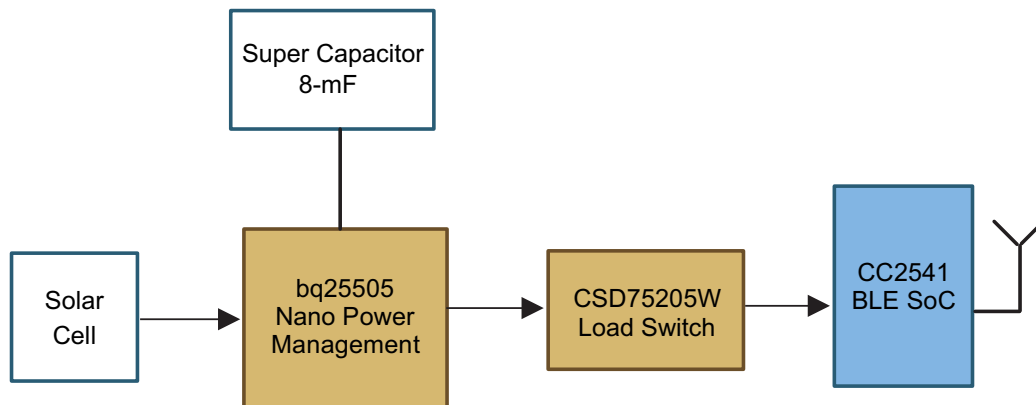 Super Capacitor
8-mF
Solar
Cell
bq25505
Nano Power
Management
CSD75205W
Load Switch
CC2541
BLE SoC